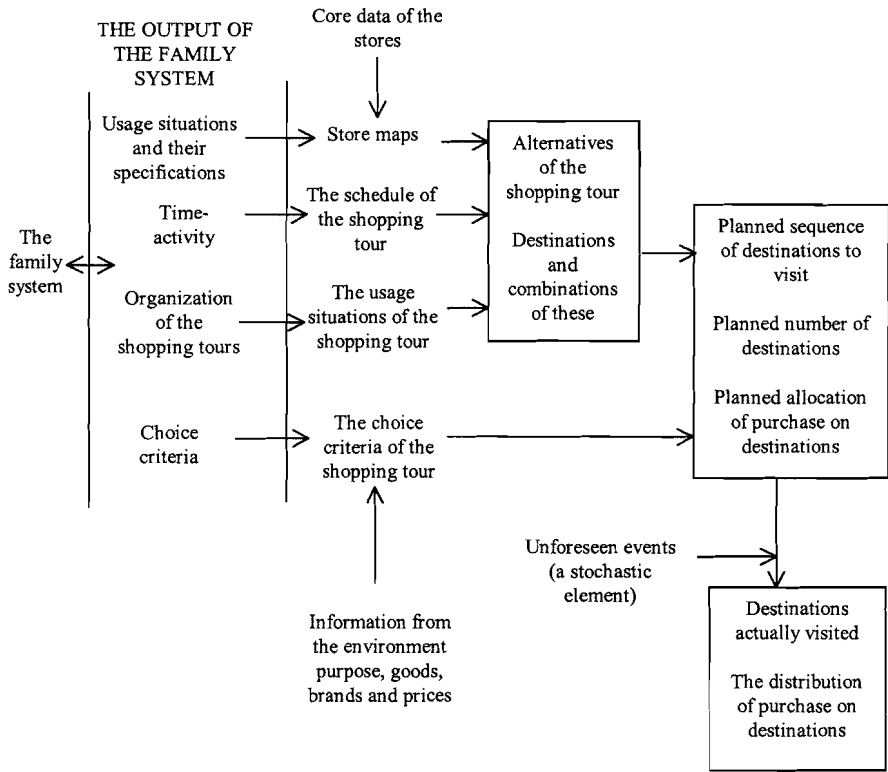 THE OUTPUT OF
THE FAMILY
SYSTEM
Core data of the
stores
The
family
system
Usage situations
and their
specifications
Time-
activity
Organization
of the
shopping tours
Choice
criteria
Store maps
The schedule of
the shopping
tour
The usage
situations of the
shopping tour
The choice
criteria of the
shopping tour
Information from
the environment
purpose, goods,
brands and prices
Alternatives
of the
shopping tour
Destinations
and
combinations
of these
Planned sequence
of destinations to
visit
Planned number of
destinations
Planned allocation
of purchase on
destinations
Unforeseen events
(a stochastic
element)
Destinations
actually visited
The distribution
of purchase on
destinations